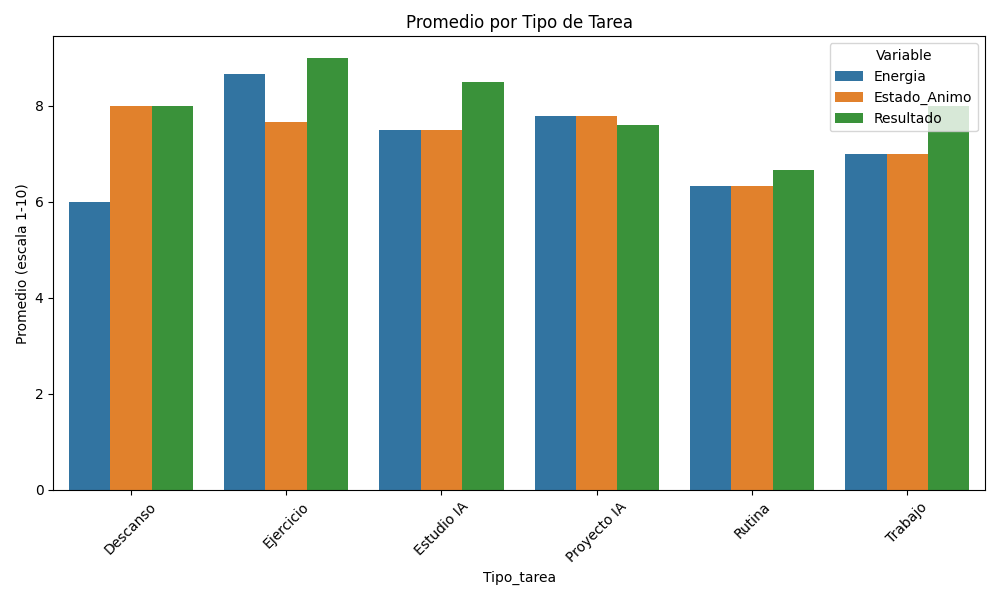 Promedio por Tipo de Tarea
Variable
Energia
Estado_Animo
Resultado
Promedio (escala 1-10)
8
6
4
2
0
Descanso
Ejercicio
Estudio IA
Proyecto IA
Rutina
Trabajo
Tipo_tarea